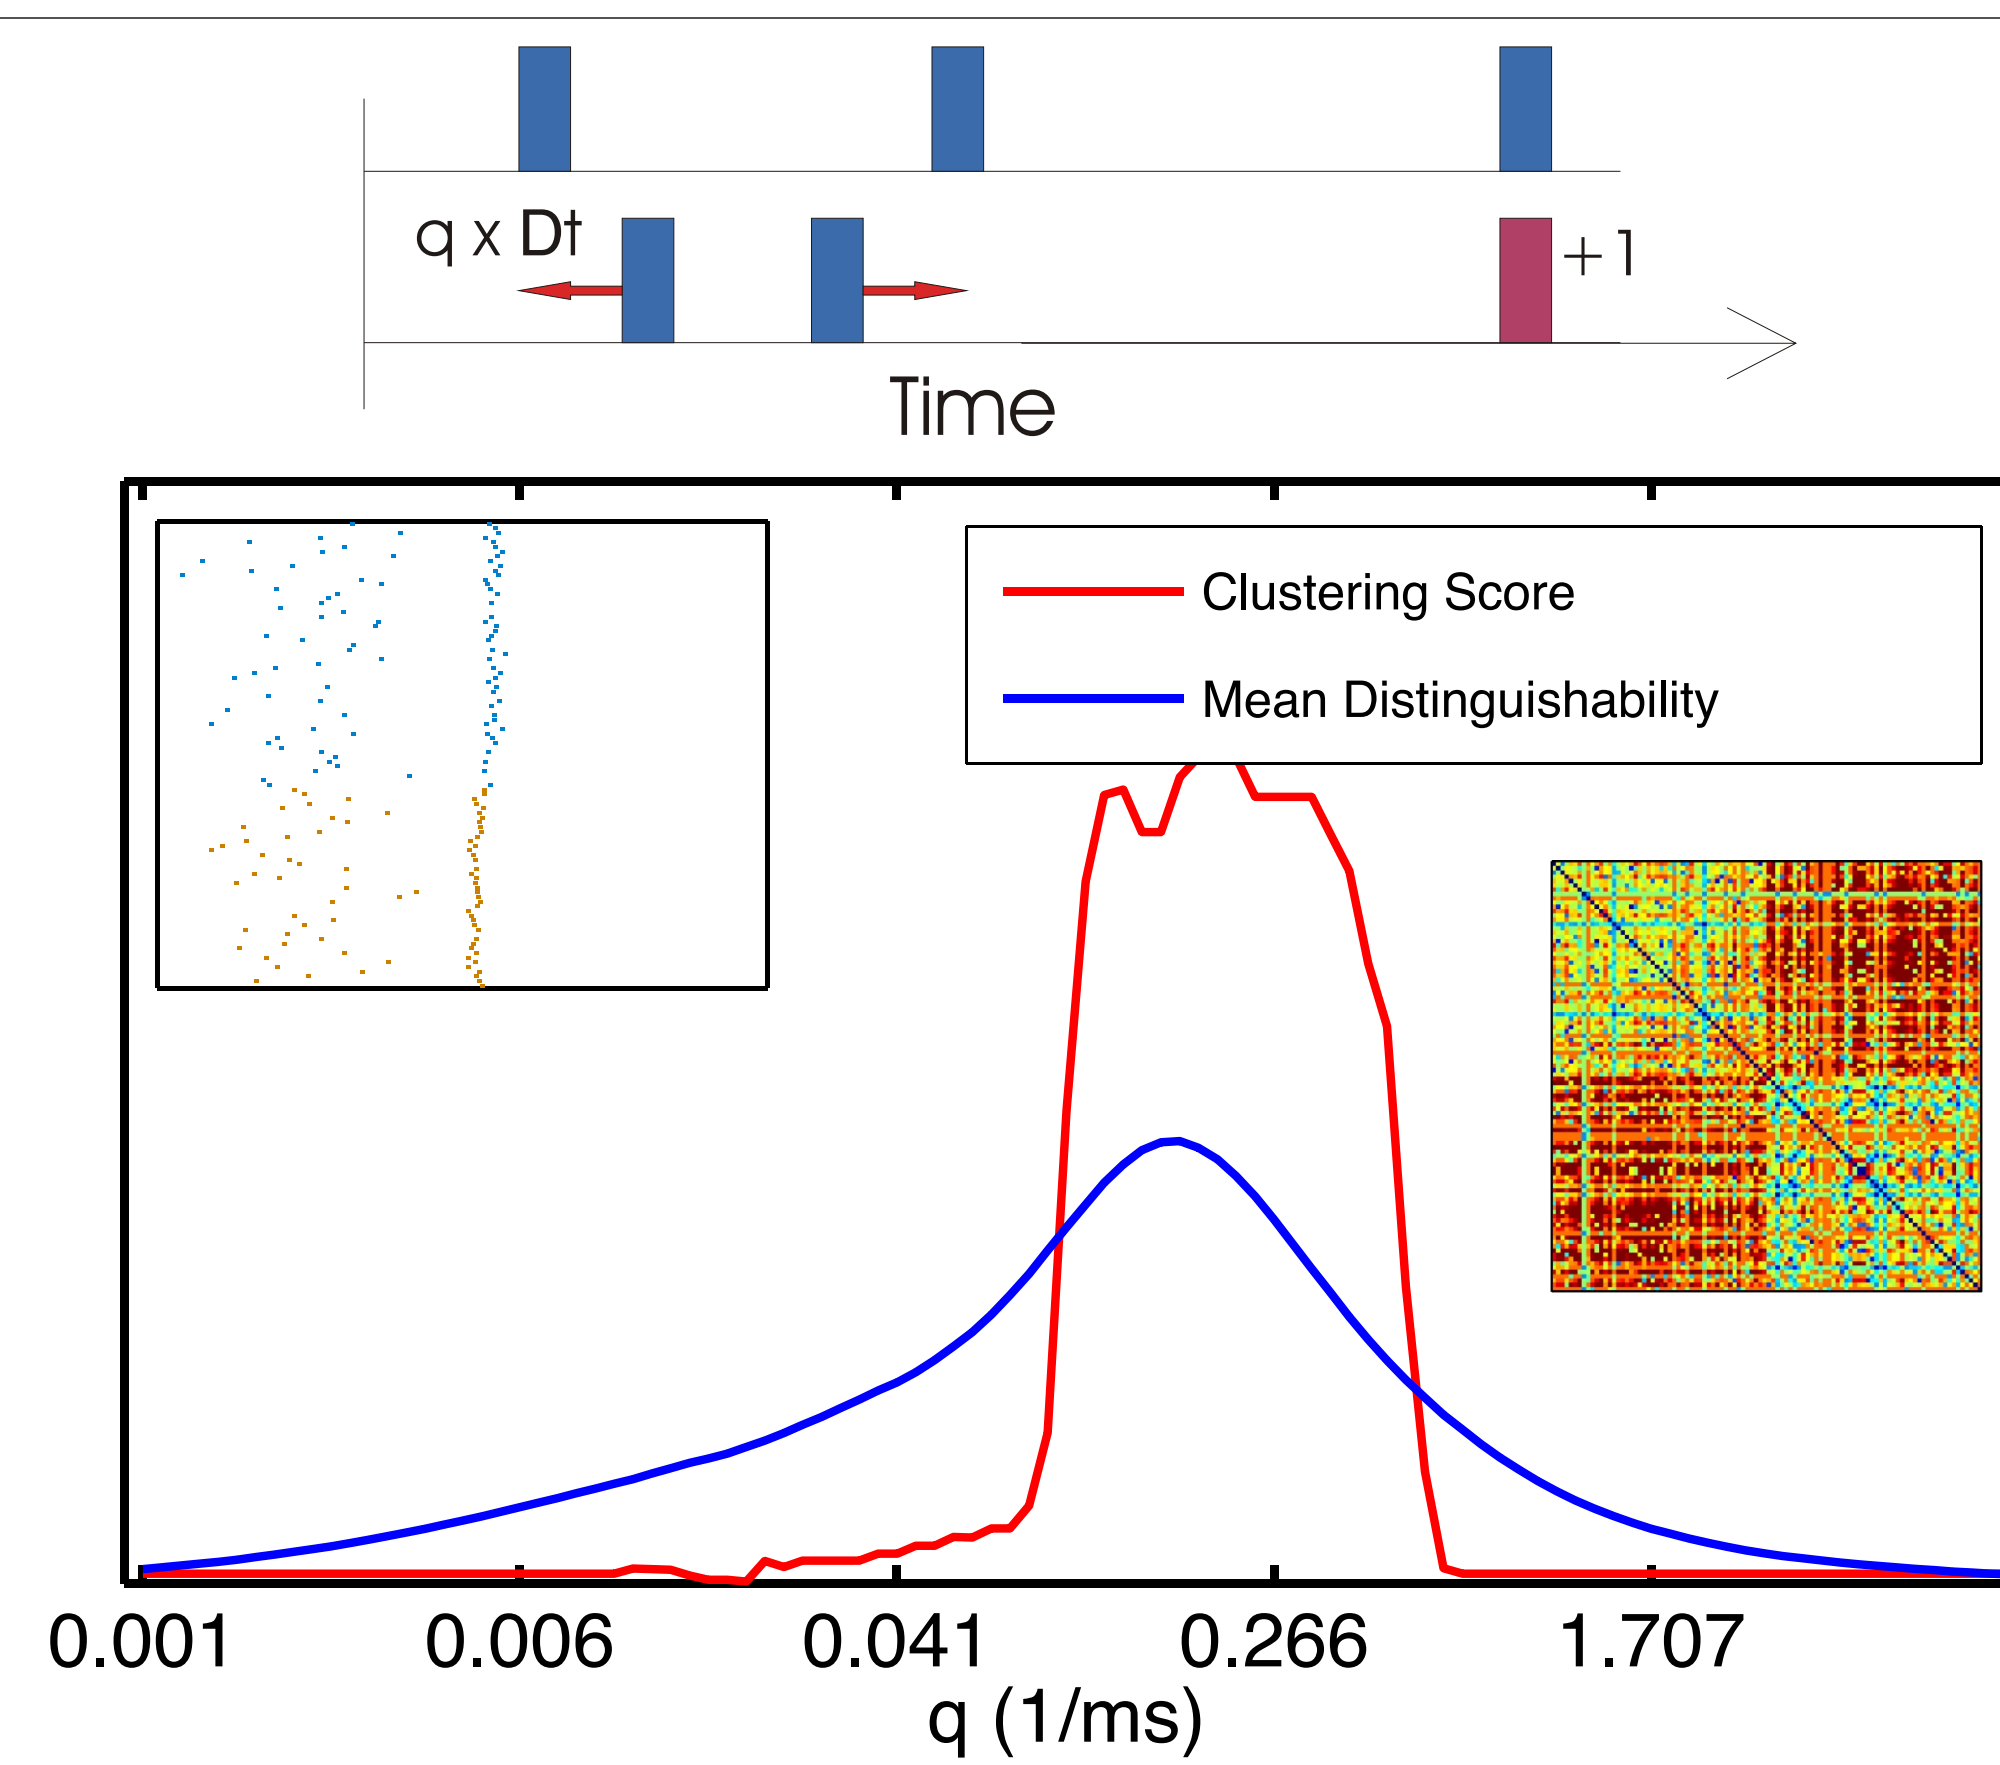 q x Dt
+1
Time
Clustering Score
Mean Distinguishability
0.001 0.006 0.041 0.266 1.707
q (1/ms)